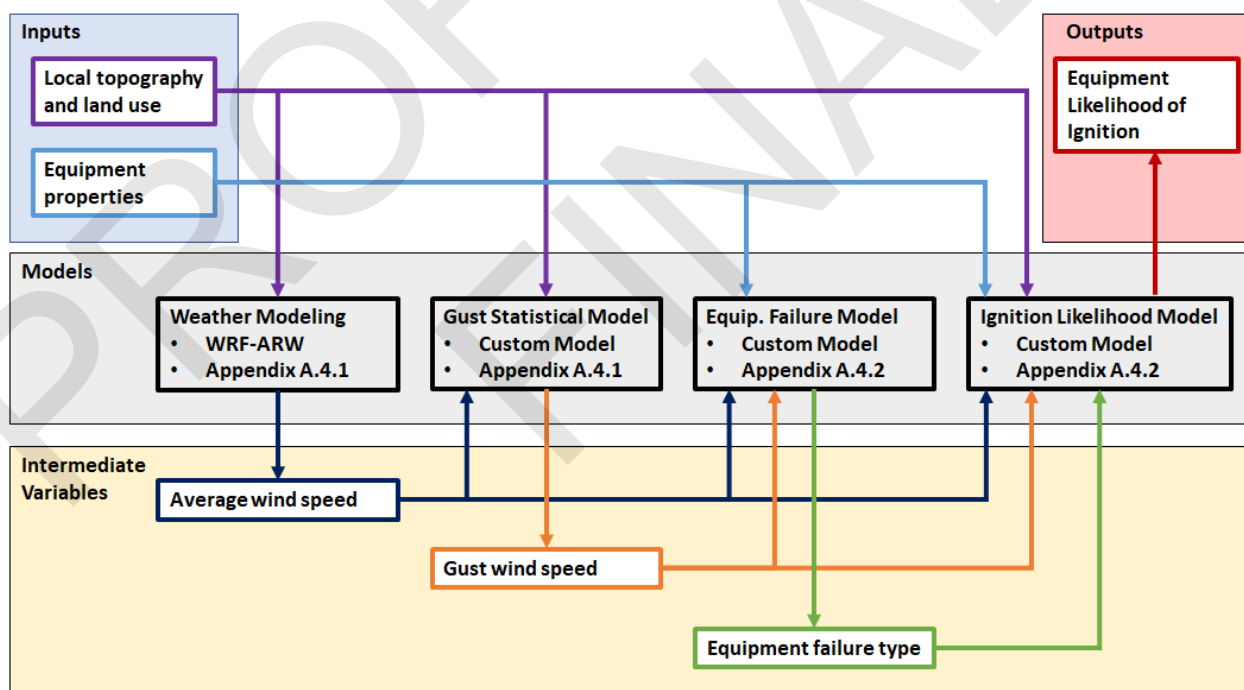 Inputs
Local topography
and land use
Equipment
properties
Outputs
Equipment
Likelihood of
Ignition
Models
Weather Modeling
• WRF-ARW
• Appendix A.4.1
Gust Statistical Model
• Custom Model
• Appendix A.4.1
Equip. Failure Model
• Custom Model
• Appendix A.4.2
Ignition Likelihood Model
• Custom Model
• Appendix A.4.2
Intermediate
Variables
Average wind speed
Gust wind speed
Equipment failure type